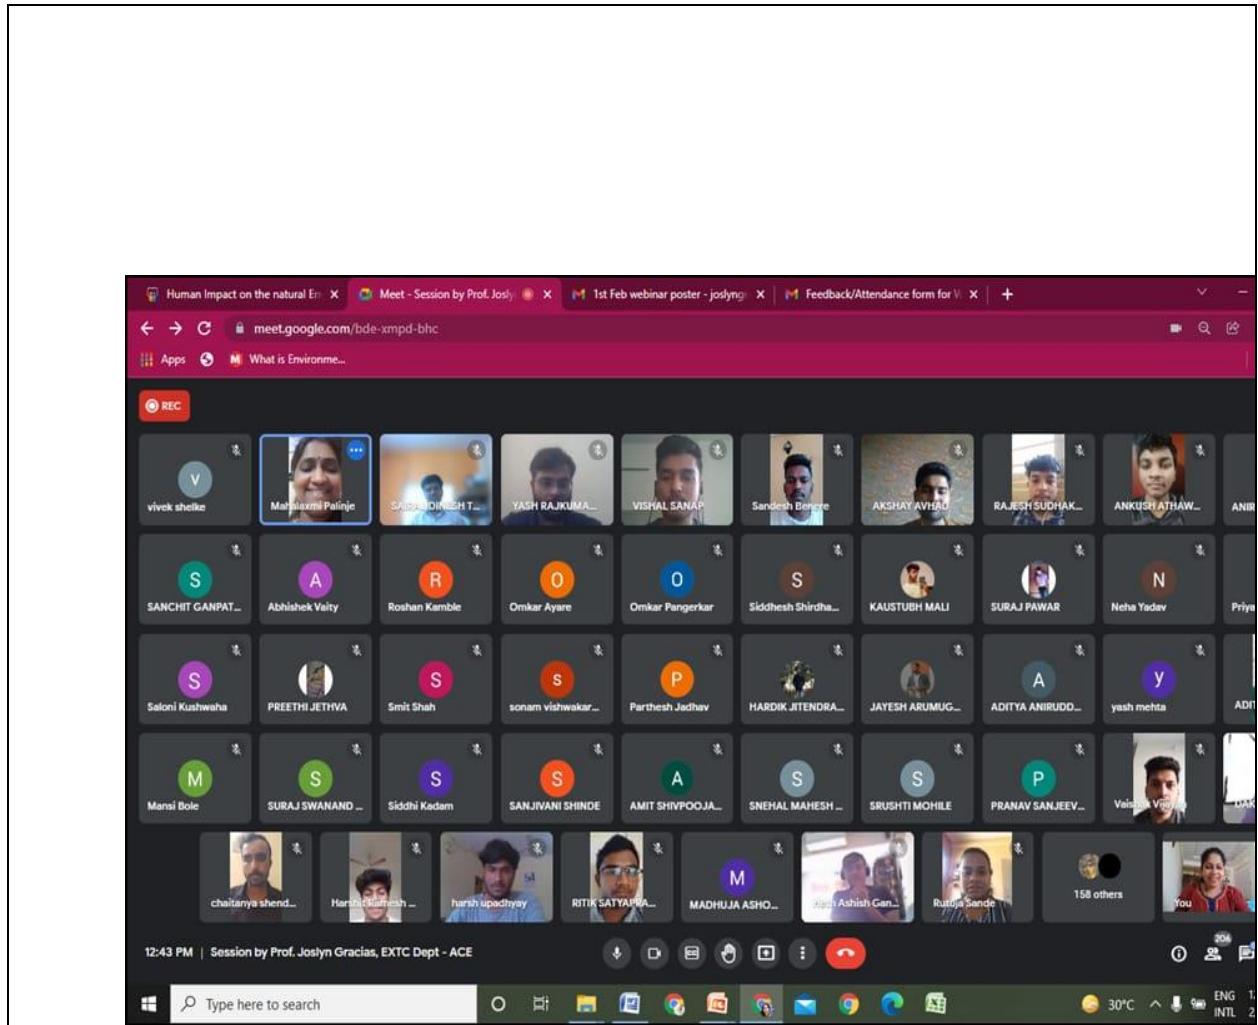 Human Impact on the natural En
Meet - Session by Prof. Josly
1st Feb webinar poster - joslyng
Feedback/Attendance form for
meet.google.com/bde-xmpd-bhc
Apps
M What is Environme...
REC
V
vivek shelke
Mahalaxmi Palinje
YASH RAJKUMA...
VISHAL SANAP
Sandesh Benere
AKSHAY AVHAD
RAJESH SUDHAK...
ANKUSH ATHAW...
ANIR
S A R O O S N
SANCHIT GANPAT...
Abhishek Vaity
Roshan Kamble
Omkar Ayare
Omkar Pangerkar
Siddhesh Shirdha...
KAUSTUBH MALI
SURAJ PAWAR
Neha Yadav
Priya
S S s P A y
Saloni Kushwaha
PREETHI JETHVA
Smit Shah
sonam vishwakar...
Parthesh Jadhav
HARDIK JITENDRA...
JAYESH ARUMUG...
ADITYA ANIRUDD...
yash mehta
ADIT
M S S S A S S P
Mansi Bole
SURAJ SWANAND ...
Siddhi Kadam
SANJIVANI SHINDE
AMIT SHIVPOOJA...
SNEHAL MAHESH ...
SRUSHTI MOHILE
PRANAV SANJEEV...
M
chaitanya shend...
harsh upadhyay
RITIK SATYAPRA...
MADHUJA ASHO...
Ashish Gan...
Rutuja Sande
158 others
You
12:43 PM | Session by Prof. Joslyn Gracias, EXTC Dept - ACE
206
Type here to search
30°C
ENG
INTL